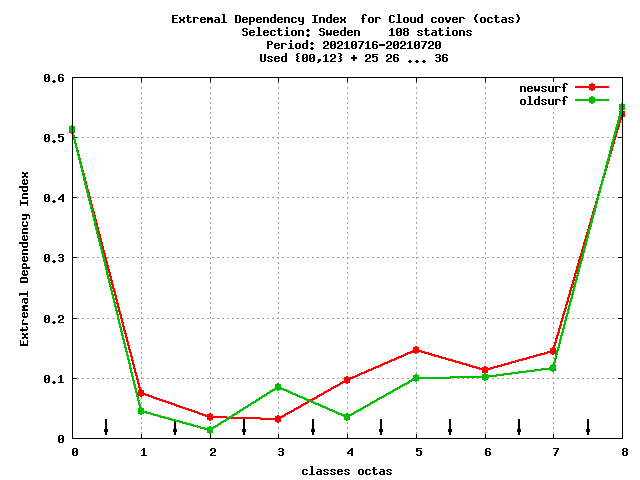 Extremal Dependency Index  for Cloud cover (octas)
Selection: Sweden    108 stations
Period: 20210716-20210720
Used {00,12} + 25 26 ... 36
newsurf
oldsurf
0.6
0.5
0.4
0.3
0.2
0.1
0
Extremal Dependency Index
0 1 2 3 4 5 6 7 8
classes octas